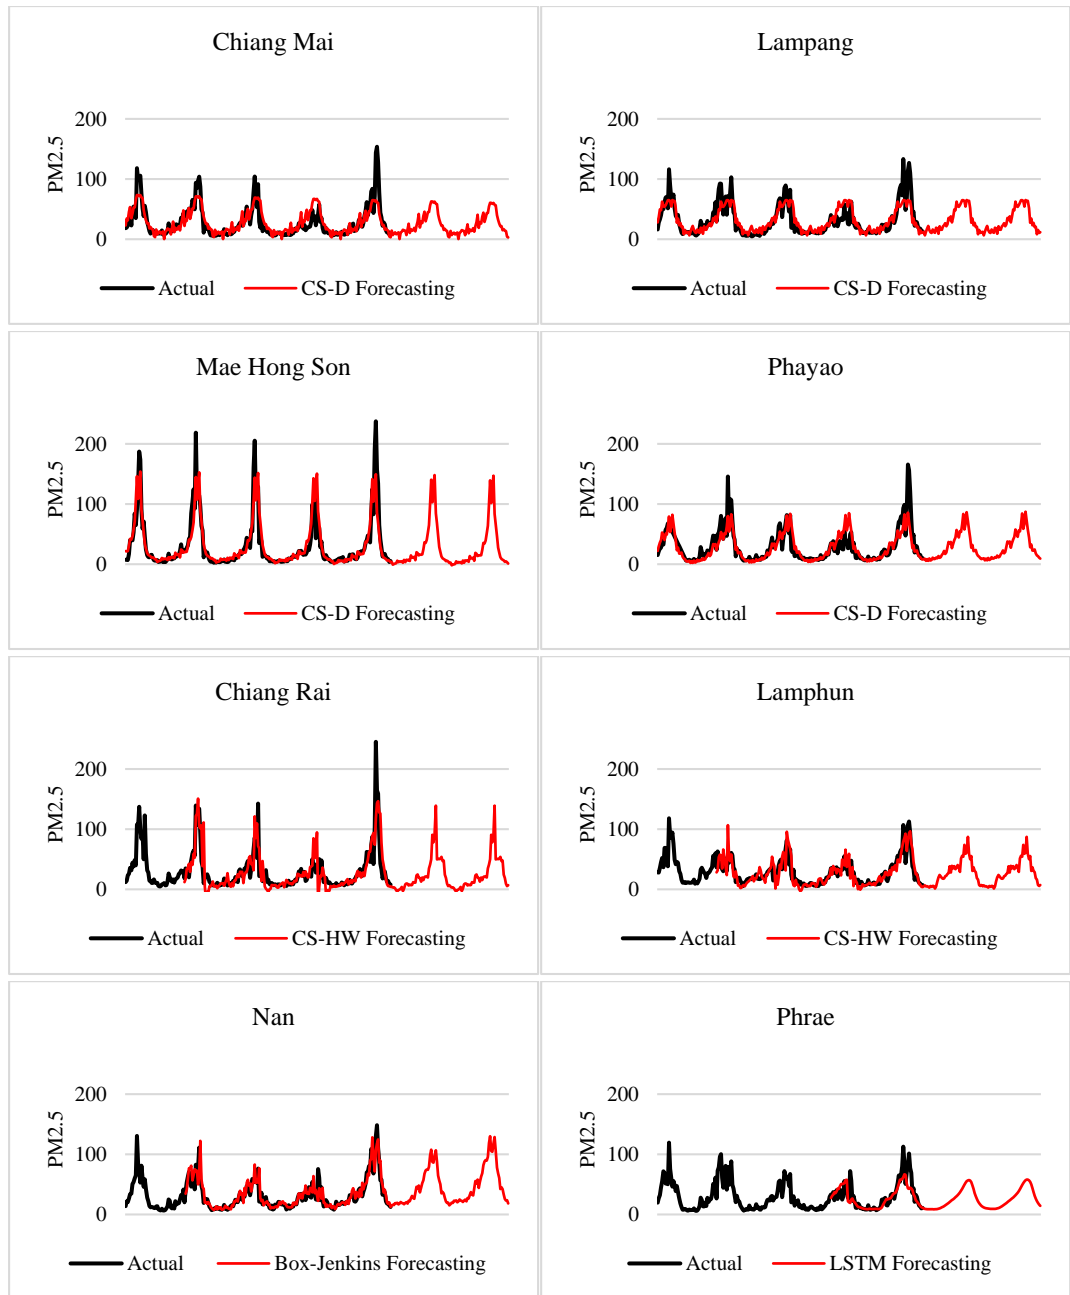 Chiang Mai
200
100
0
PM2.5
Actual CS-D Forecasting
Lampang
200
100
0
PM2.5
Actual CS-D Forecasting
Mae Hong Son
200
100
0
PM2.5
Actual CS-D Forecasting
Phayao
200
100
0
PM2.5
Actual CS-D Forecasting
Chiang Rai
200
100
0
PM2.5
Actual CS-HW Forecasting
Lamphun
200
100
0
PM2.5
Actual CS-HW Forecasting
Nan
200
100
0
PM2.5
Actual Box-Jenkins Forecasting
Phrae
200
100
0
PM2.5
Actual LSTM Forecasting